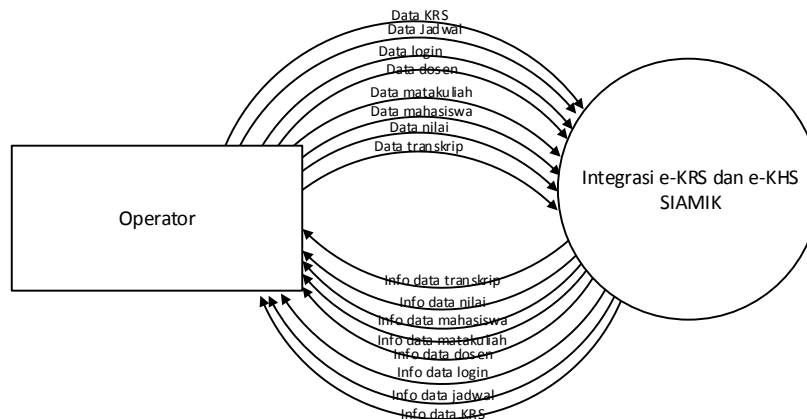 Data KRS
Data Jadwal
Data login
Data dosen
Data matakuliah
Data mahasiswa
Data nilai
Data transkrip
Operator
Integrasi e-KRS dan e-KHS
SIAMIK
Info data transkrip
Info data nilai
Info data mahasiswa
Info data matakuliah
Info data dosen
Info data login
Info data jadwal
Info data KRS